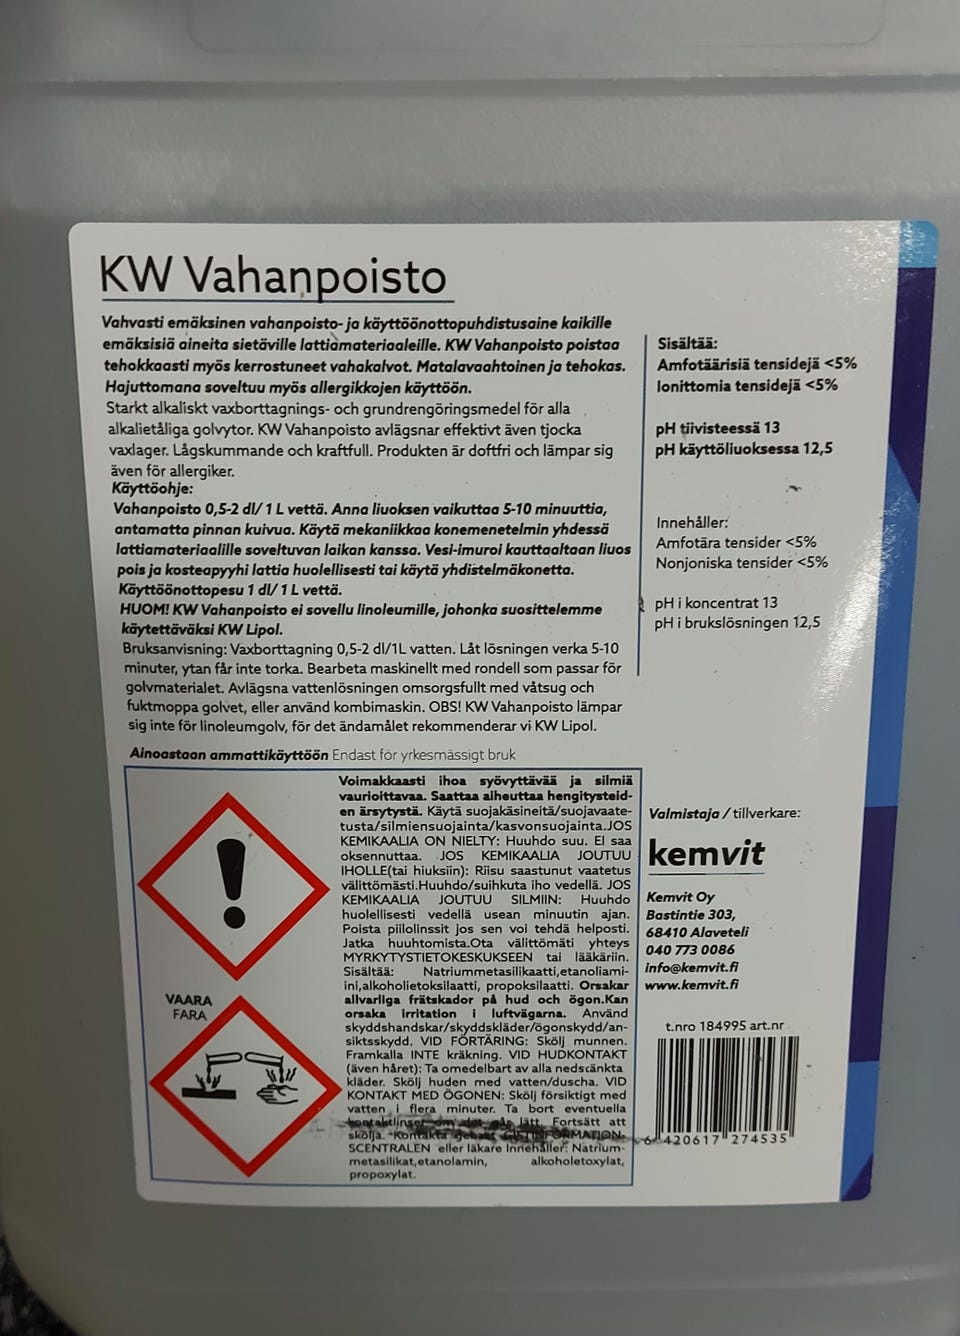 KW Vahanpoisto
Vahvasti emäksinen vahanpoisto- ja käyttöönottopuhdistusaine kaikille
emäksisiä aineita sietäville lattiamateriaaleille. KW Vahanpoisto poistaa
tehokkaasti myös kerrostuneet vahakalvot. Matalavaahtoinen ja tehokas.
Hajuttomana soveltuu myös allergikkojen käyttöön.
Starkt alkaliskt vaxborttagnings- och grundrengöringsmedel för alla
alkalietåliga golvytor. KW Vahanpoisto avlägsnar effektivt även tjocka
vaxlager. Lågskummande och kraftfull. Produkten är doftfri och lämpar sig
även för allergiker.
Käyttöohje:
Vahanpoisto 0,5-2 dl/ 1 L vettä. Anna liuoksen vaikuttaa 5-10 minuuttia,
antamatta pinnan kuivua. Käytä mekaniikkaa konemenetelmin yhdessä
lattiamateriaalille soveltuvan laikan kanssa. Vesi-imuroi kauttaaltaan liuos
pois ja kosteapyyhi lattia huolellisesti tai käytä yhdistelmäkonetta.
Käyttöönottopesu 1 dl/ 1 L vettä.
HUOM! KW Vahanpoisto ei sovellu linoleumille, johonka suosittelemme
käytettäväksi KW Lipol.
Bruksanvisning: Vaxborttagning 0,5-2 dl/1L vatten. Låt lösningen verka 5-10
minuter, ytan får inte torka. Bearbeta maskinellt med rondell som passar för
golvmaterialet. Avlägsna vattenlösningen omsorgsfullt med våtsug och
fuktmoppa golvet, eller använd kombimaskin. OBS! KW Vahanpoisto lämpar
sig inte för linoleumgolv, för det ändamålet rekommenderar vi KW Lipol.
Ainoastaan ammattikäyttöön Endast för yrkesmässigt bruk
Sisältää:
Amfotäärisiä tensidejä <5%
Ionittomia tensidejä <5%
pH tiivisteessä 13
pH käyttöliuoksessa 12,5
Innehåller:
Amfotära tensider <5%
Nonjoniska tensider <5%
pH i koncentrat 13
pH i brukslösningen 12,5
VAARA
FARA
Voimakkaasti ihoa syövyttävää ja silmiä
vaurioittavaa. Saattaa aiheuttaa hengitysteid-
en ärsytystä. Käytä suojakäsineitä/suojavaate-
tusta/silmiensuojainta/kasvonsuojainta.JOS
KEMIKAALIA ON NIELTY: Huuhdo suu. EI saa
oksennuttaa. JOS KEMIKAALIA JOUTUU
IHOLLE(tai hiuksiin): Riisu saastunut vaatetus
välittömästi.Huuhdo/suihkuta iho vedellä. JOS
KEMIKAALIA JOUTUU SILMIIN: Huuhdo
huolellisesti vedellä usean minuutin ajan.
Poista piilolinssit jos sen voi tehdä helposti.
Jatka huuhtomista.Ota välittömäti yhteys
MYRKYTYSTIETOKESKUKSEEN tai lääkäriin.
Sisältää: Natriummetasilikaatti,etanoliami-
ini,alkoholietoksilaatti, propoksilaatti. Orsakar
allvarliga frätskador på hud och ögon.Kan
orsaka irritation i luftvägarna. Använd
skyddshandskar/skyddskläder/ögonskydd/an-
siktsskydd. VID FÖRTÄRING: Skölj munnen.
Framkalla INTE kräkning. VID HUDKONTAKT
(även håret): Ta omedelbart av alla nedscänkta
kläder. Skölj huden med vatten/duscha. VID
KONTAKT MED ÖGONEN: Skölj försiktigt med
vatten i flera minuter. Ta bort eventuella
kontaktlinser om det går lätt. Fortsätt att
skölja. Kontakta genast GIFTINFORMATION-
SCENTRALEN eller läkare Innehåller: Natrium-
metasilikat,etanolamin, alkoholetoxylat,
propoxylat.
Valmistaja / tillverkare:
kemvit
Kemvit Oy
Bastintie 303,
68410 Alaveteli
040 773 0086
info@kemvit.fi
www.kemvit.fi
t.nro 184995 art.nr
6 420617 274535